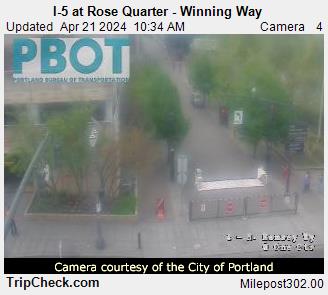 I-5 at Rose Quarter - Winning Way
Updated Apr 21 2024 10:34 AM Camera 4
PBOT
PORTLAND BUREAU OF TRANSPORTATION
Camera courtesy of the City of Portland
TripCheck.com Milepost302.00